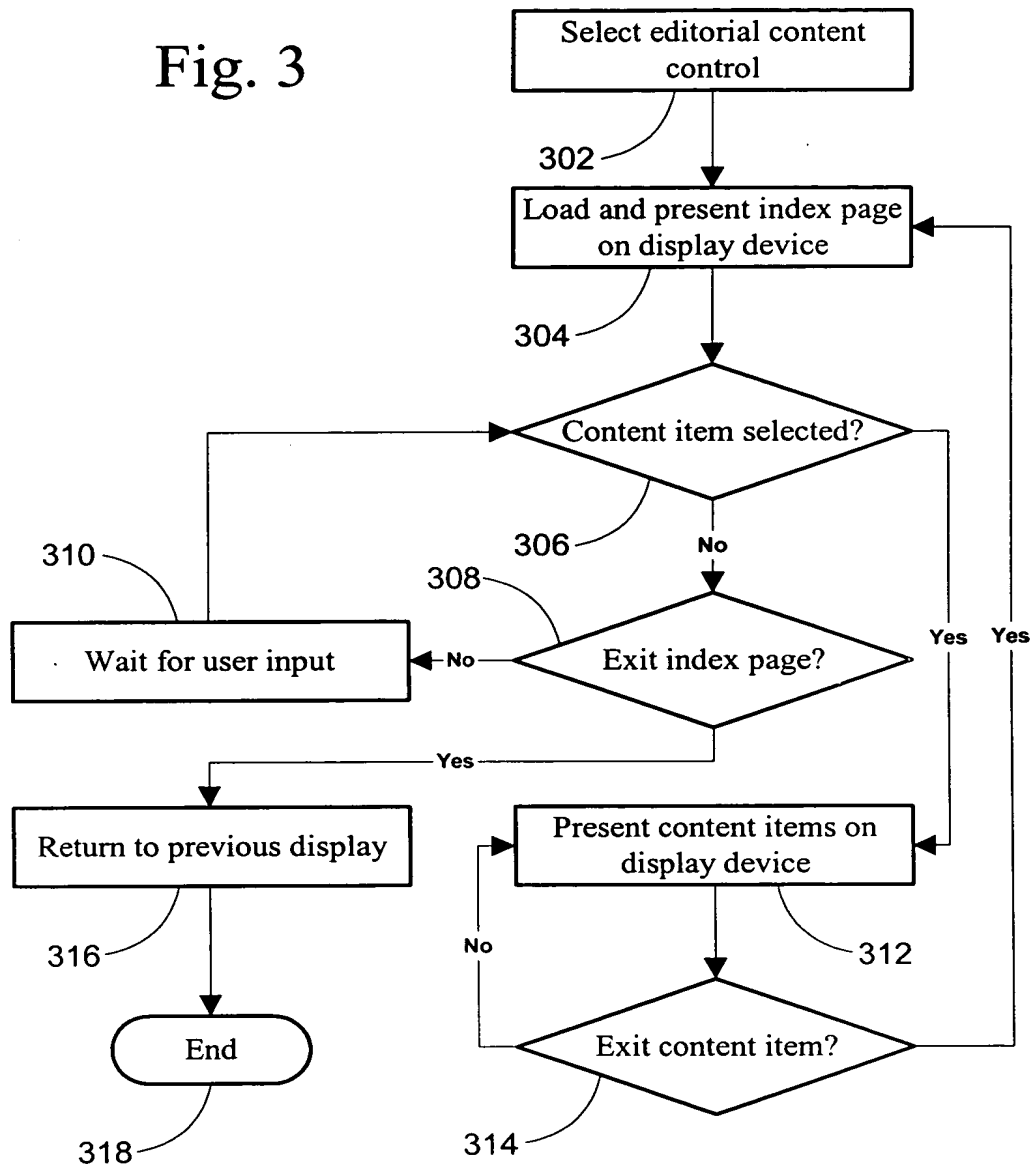 Fig. 3
Select editorial content
control
302
Load and present index page
on display device
304
Content item selected?
306
No
310
308
Wait for user input
No
Exit index page?
Yes
Yes
Yes
Return to previous display
Present content items on
display device
316
No
312
End
Exit content item?
318
314